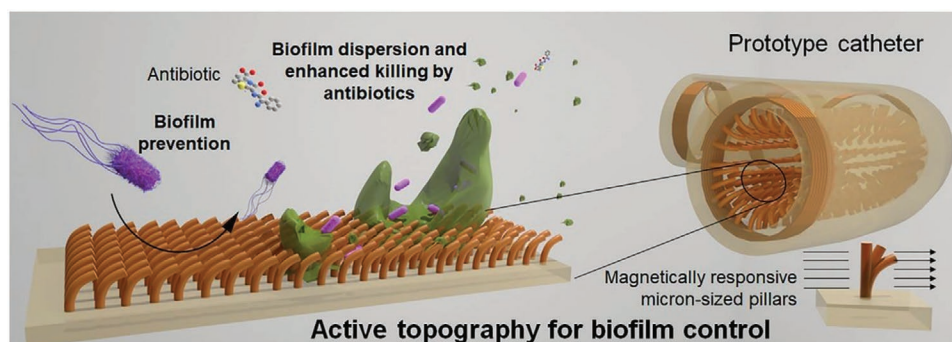 Biofilm dispersion and
enhanced killing by
antibiotics
Antibiotic
Biofilm
prevention
Prototype catheter
Magnetically responsive
micron-sized pillars
Active topography for biofilm control